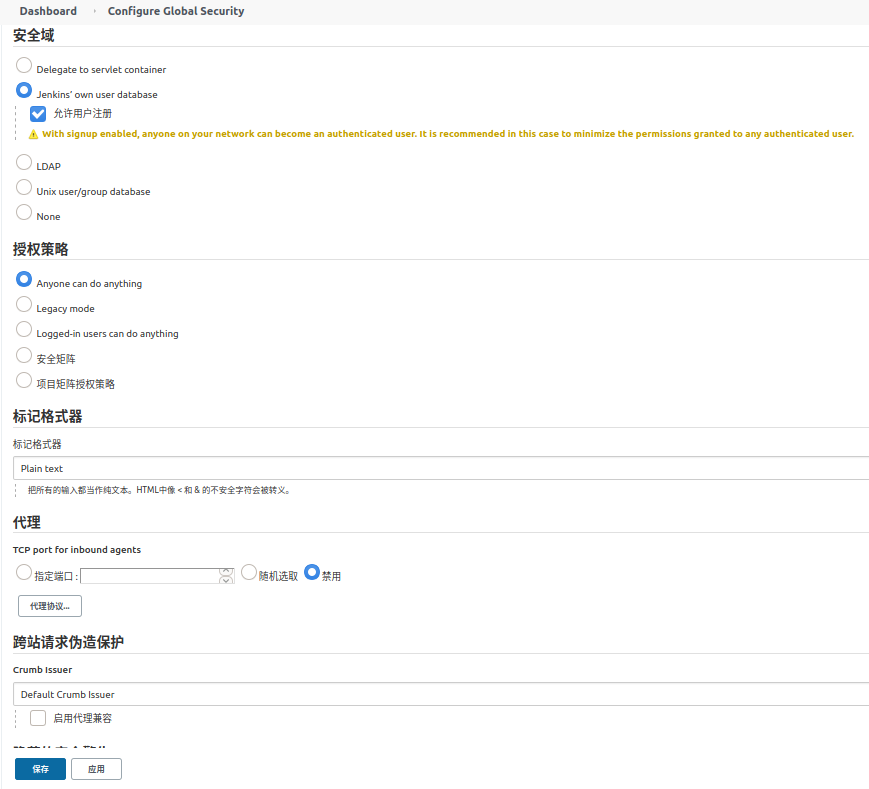 Dashboard › Configure Global Security
安全域
Delegate to servlet container
Jenkins' own user database
允许用户注册
With signup enabled, anyone on your network can become an authenticated user. It is recommended in this case to minimize the permissions granted to any authenticated user.
LDAP
Unix user/group database
None
授权策略
Anyone can do anything
Legacy mode
Logged-in users can do anything
安全矩阵
项目矩阵授权策略
标记格式器
标记格式器
Plain text
把所有的输入都当作纯文本。HTML中像 < 和 & 的不安全字符会被转义。
代理
TCP port for inbound agents
指定端口 : 随机选取 禁用
代理协议...
跨站请求伪造保护
Crumb Issuer
Default Crumb Issuer
启用代理兼容
保存 应用